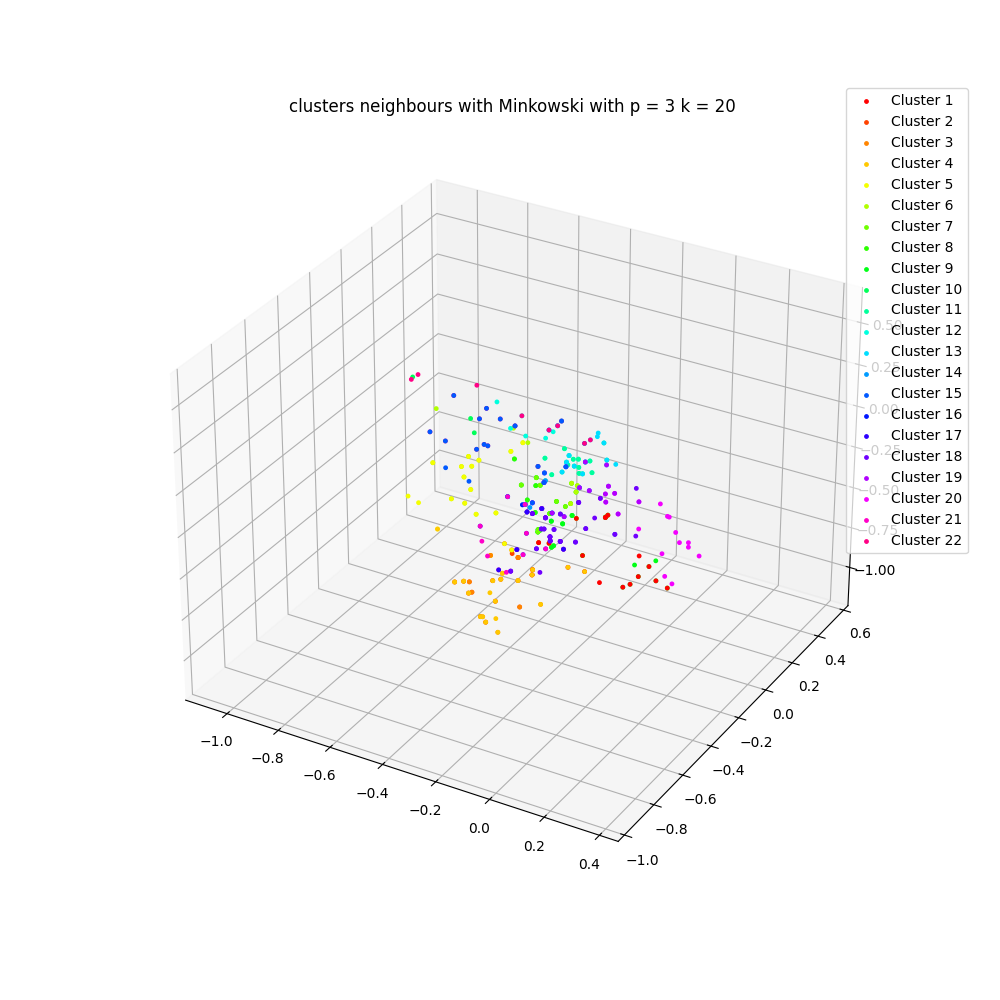 clusters neighbours with Minkowski with p = 3 k = 20
Cluster 1
Cluster 2
Cluster 3
Cluster 4
Cluster 5
Cluster 6
Cluster 7
Cluster 8
Cluster 9
Cluster 10
Cluster 11
Cluster 12
Cluster 13
Cluster 14
Cluster 15
Cluster 16
Cluster 17
Cluster 18
Cluster 19
Cluster 20
Cluster 21
Cluster 22
0.50
0.25
0.00
−0.25
−0.50
−0.75
−1.00
0.6
0.4
0.2
0.0
−0.2
−0.4
−0.6
−0.8
−1.0
−1.0
−0.8
−0.6
−0.4
−0.2
0.0
0.2
0.4